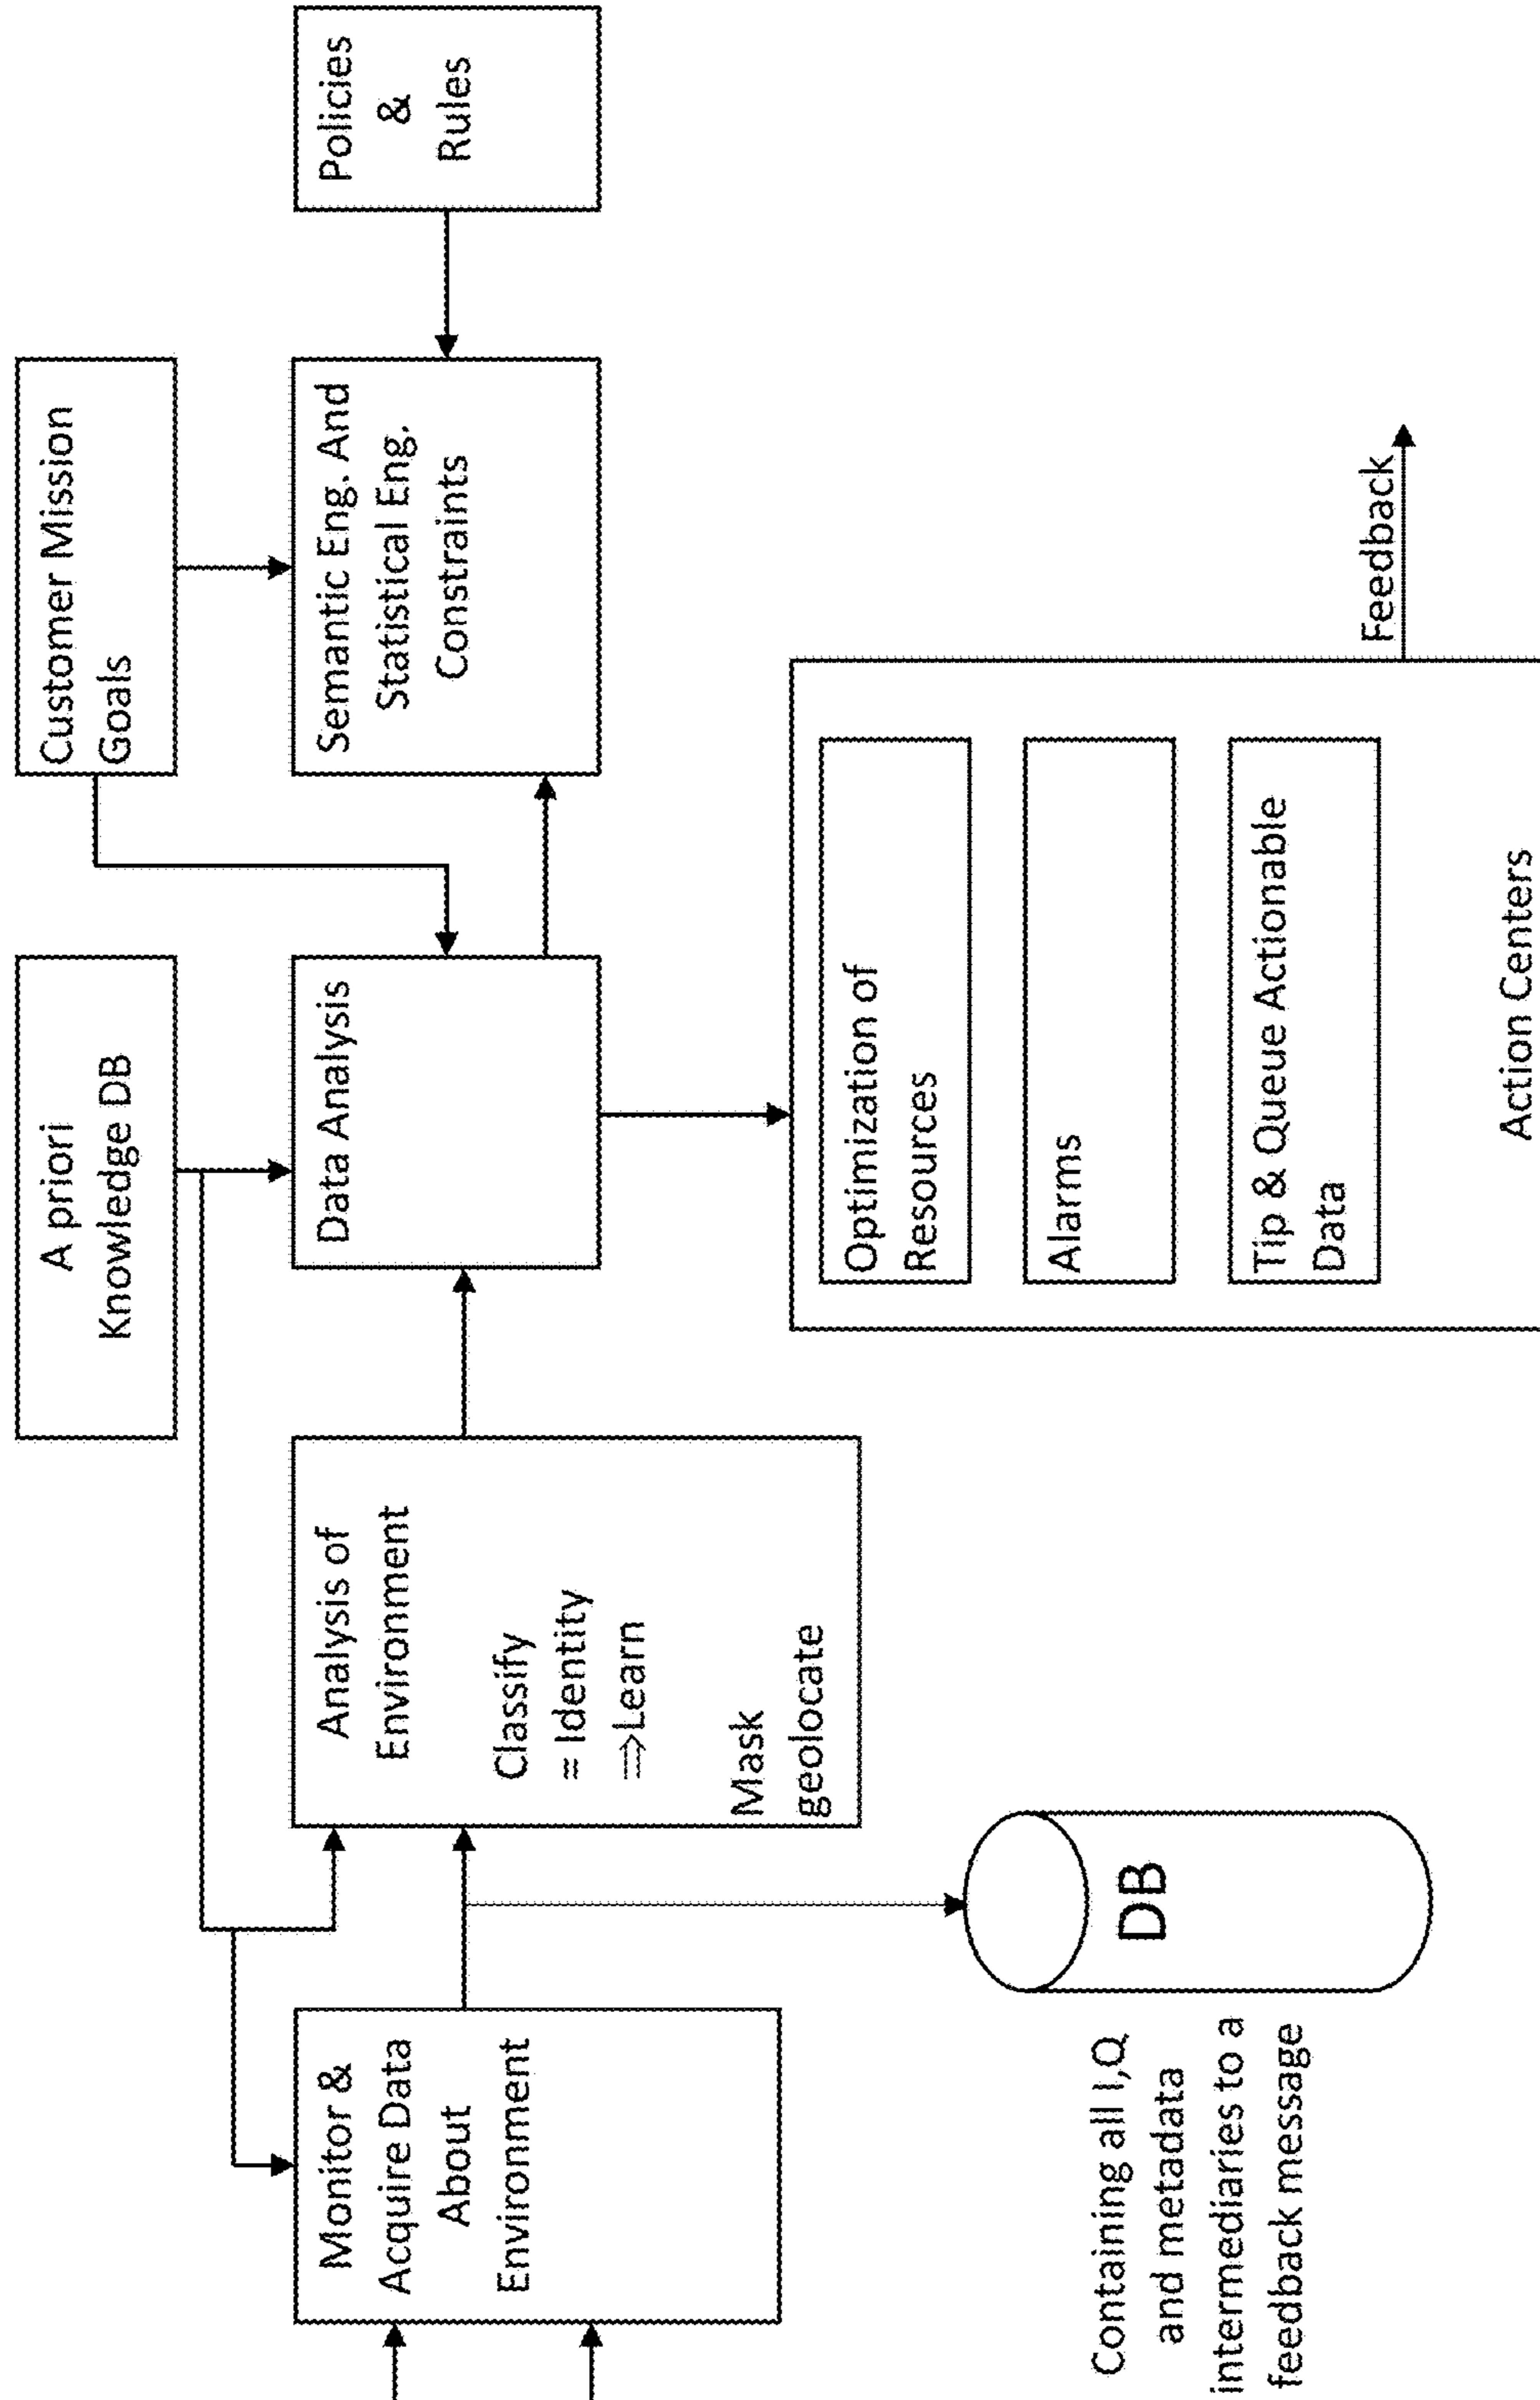 A priori
Knowledge DB
Customer Mission
Goals
Monitor &
Acquire Data
About
Environment
Analysis of
Environment
Classify
= Identity
⇒Learn
Mask
geolocate
Data Analysis
Semantic Eng. And
Statistical Eng.
Constraints
Policies
&
Rules
DB
Containing all I,Q
and metadata
intermediaries to a
feedback message
Optimization of
Resources
Alarms
Tip & Queue Actionable
Data
Action Centers
Feedback